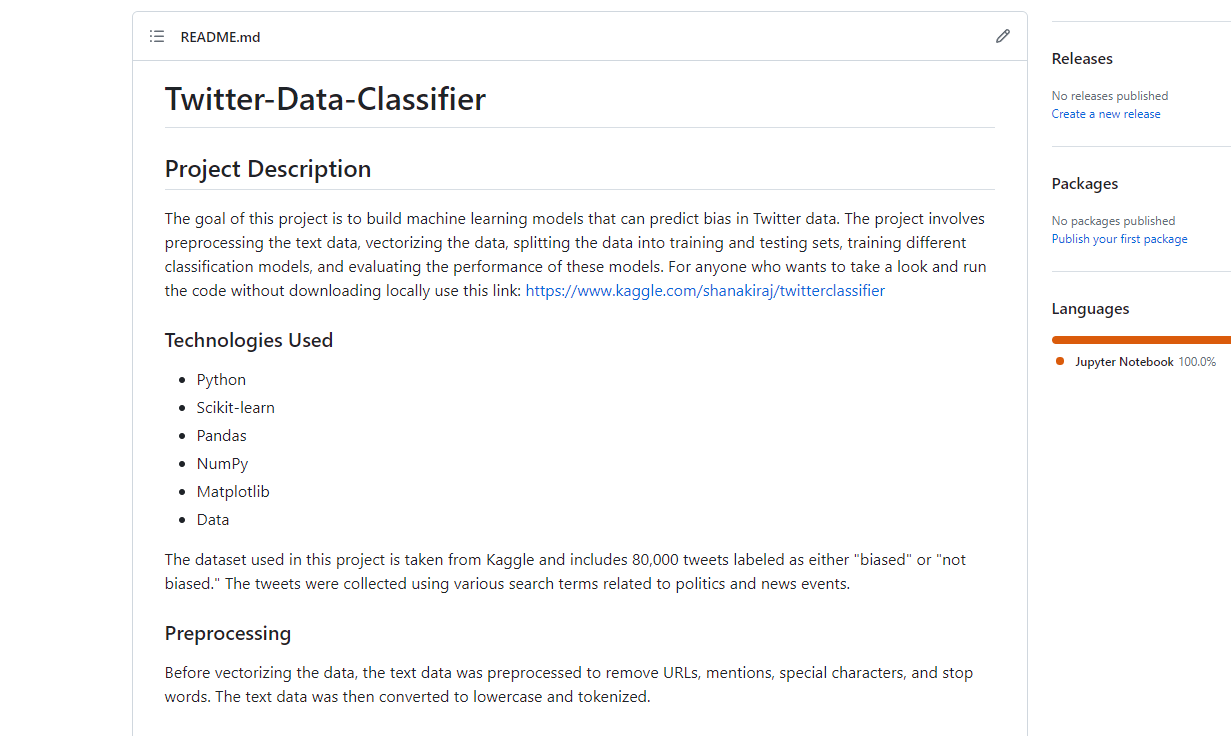 README.md
Twitter-Data-Classifier
Project Description
The goal of this project is to build machine learning models that can predict bias in Twitter data. The project involves
preprocessing the text data, vectorizing the data, splitting the data into training and testing sets, training different
classification models, and evaluating the performance of these models. For anyone who wants to take a look and run
the code without downloading locally use this link: https://www.kaggle.com/shanakiraj/twitterclassifier
Technologies Used
Python
Scikit-learn
Pandas
NumPy
Matplotlib
Data
The dataset used in this project is taken from Kaggle and includes 80,000 tweets labeled as either "biased" or "not
biased." The tweets were collected using various search terms related to politics and news events.
Preprocessing
Before vectorizing the data, the text data was preprocessed to remove URLs, mentions, special characters, and stop
words. The text data was then converted to lowercase and tokenized.
Releases
No releases published
Create a new release
Packages
No packages published
Publish your first package
Languages
Jupyter Notebook 100.0%